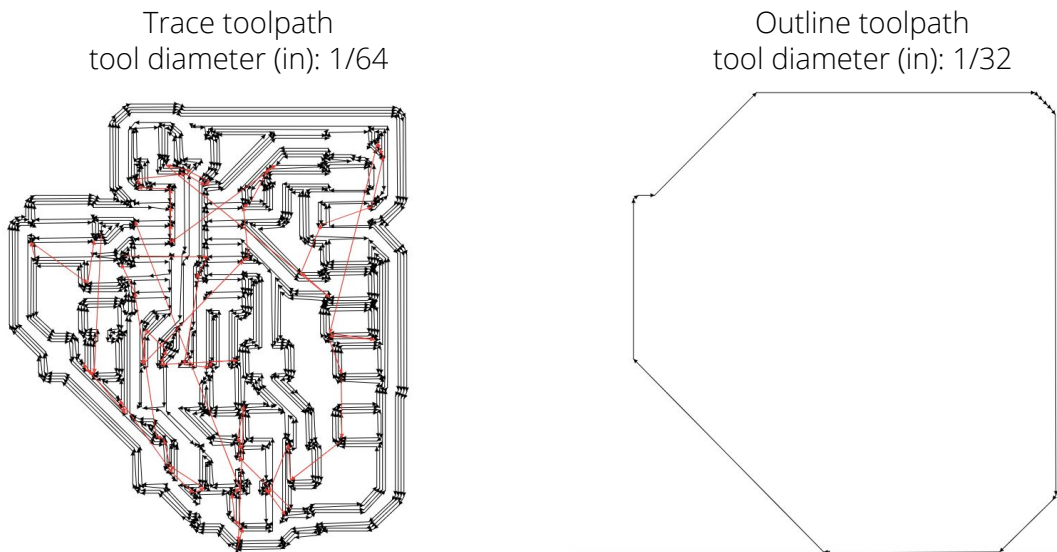 Trace toolpath
tool diameter (in): 1/64
Outline toolpath
tool diameter (in): 1/32